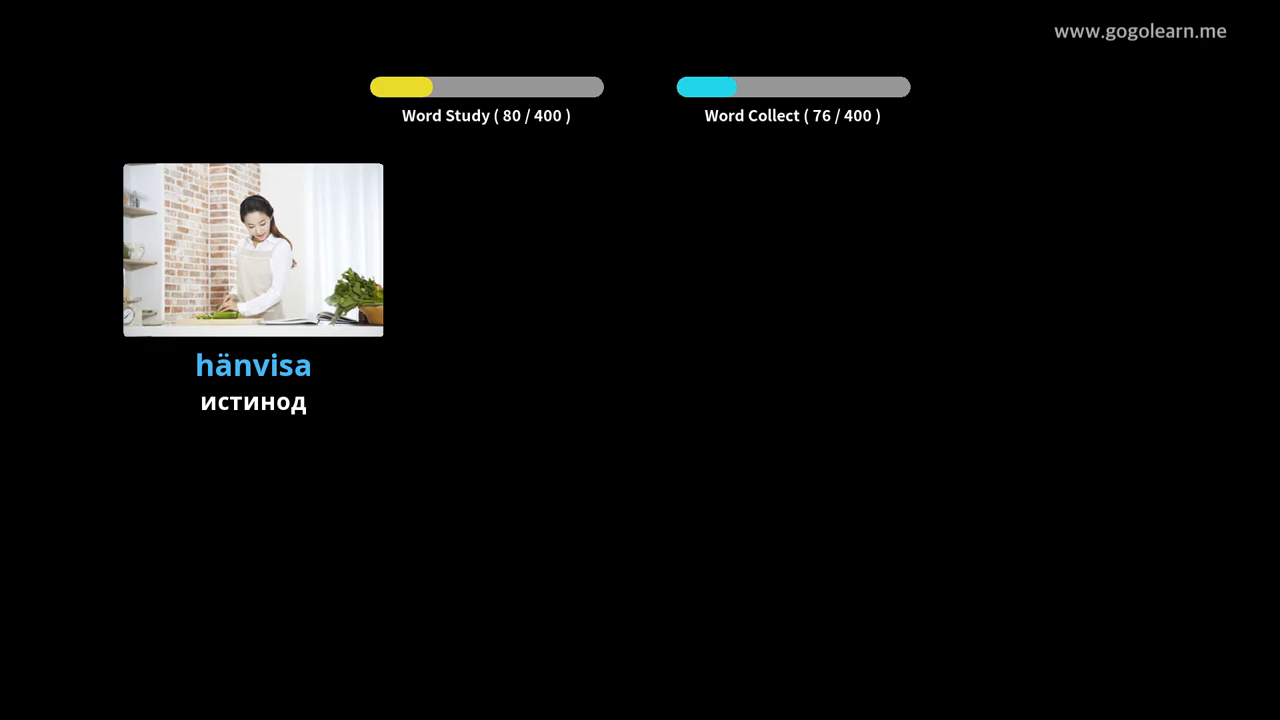 www.gogolearn.me
Word Study ( 80 / 400 )
Word Collect ( 76 / 400 )
hänvisa
истинод